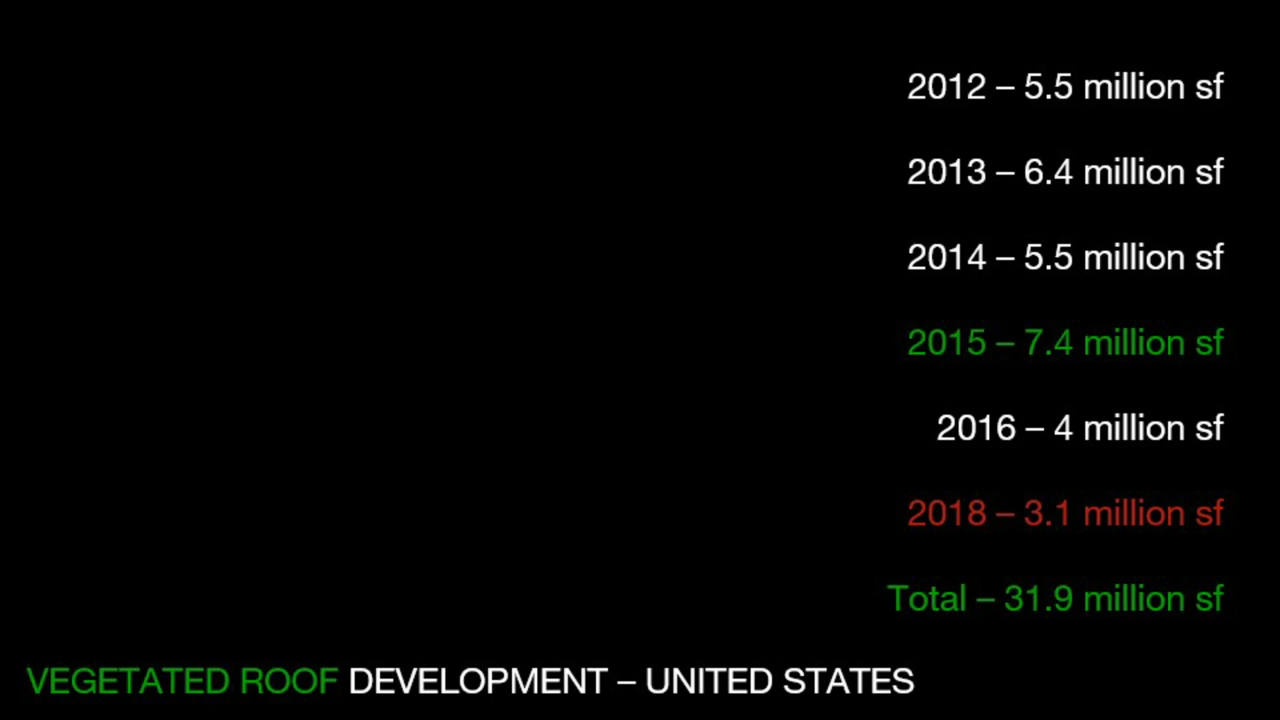 2012 – 5.5 million sf
2013 – 6.4 million sf
2014 – 5.5 million sf
2015 – 7.4 million sf
2016 – 4 million sf
2018 – 3.1 million sf
Total – 31.9 million sf
VEGETATED ROOF DEVELOPMENT – UNITED STATES